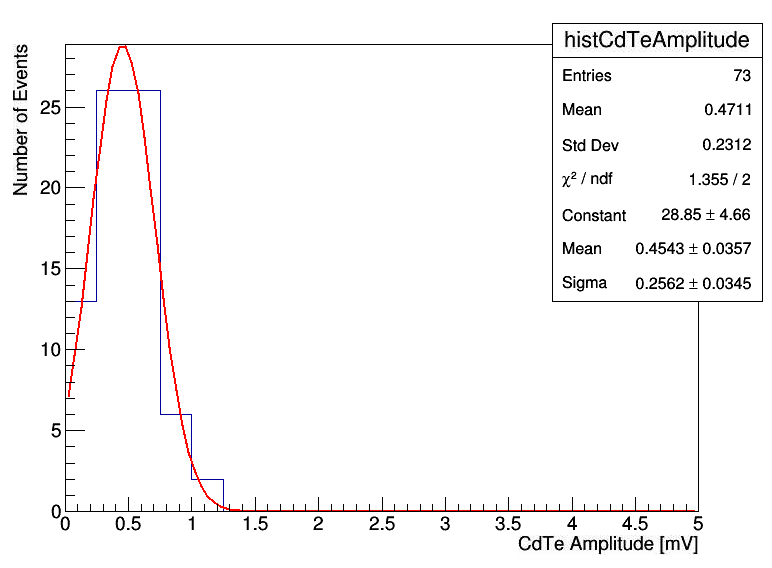 histCdTeAmplitude
Entries 73
Mean 0.4711
Std Dev 0.2312
χ² / ndf 1.355 / 2
Constant 28.85 ± 4.66
Mean 0.4543 ± 0.0357
Sigma 0.2562 ± 0.0345
Number of Events
25
20
15
10
5
0
0 0.5 1 1.5 2 2.5 3 3.5 4 4.5 5
CdTe Amplitude [mV]